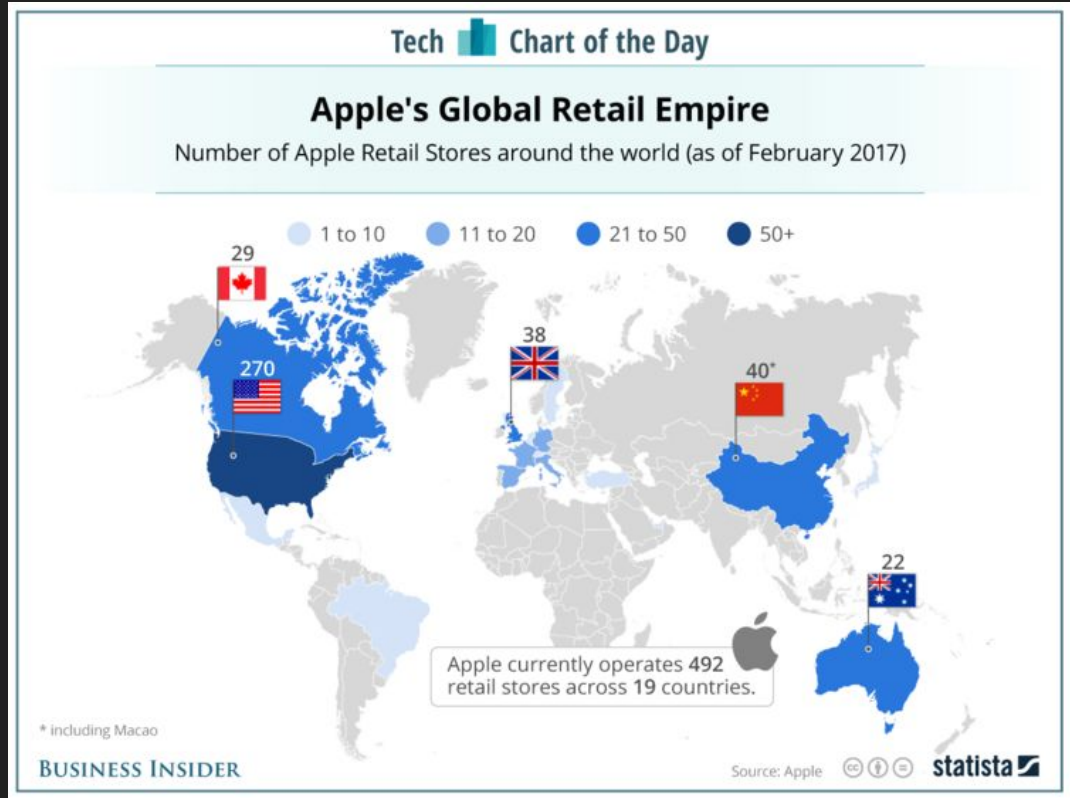 Tech Chart of the Day
Apple's Global Retail Empire
Number of Apple Retail Stores around the world (as of February 2017)
1 to 10
11 to 20
21 to 50
50+
29
270
38
40*
22
Apple currently operates 492
retail stores across 19 countries.
* including Macao
BUSINESS INSIDER
Source: Apple
cc
statista